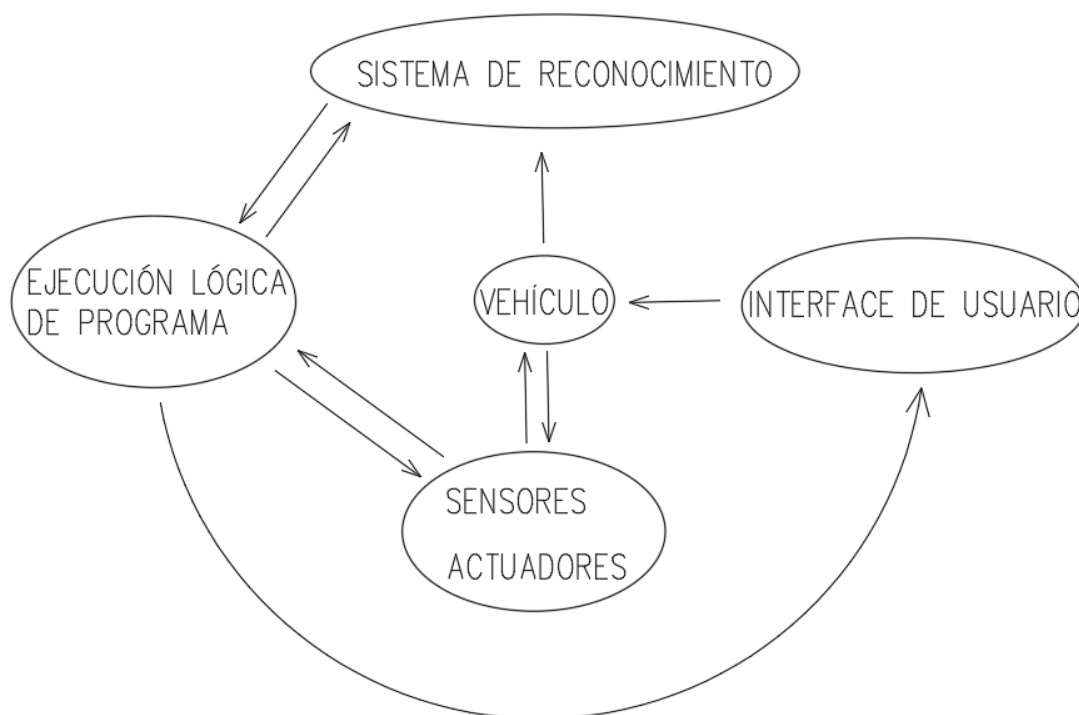 SISTEMA DE RECONOCIMIENTO
EJECUCIÓN LÓGICA
DE PROGRAMA
VEHÍCULO
INTERFACE DE USUARIO
SENSORES
ACTUADORES